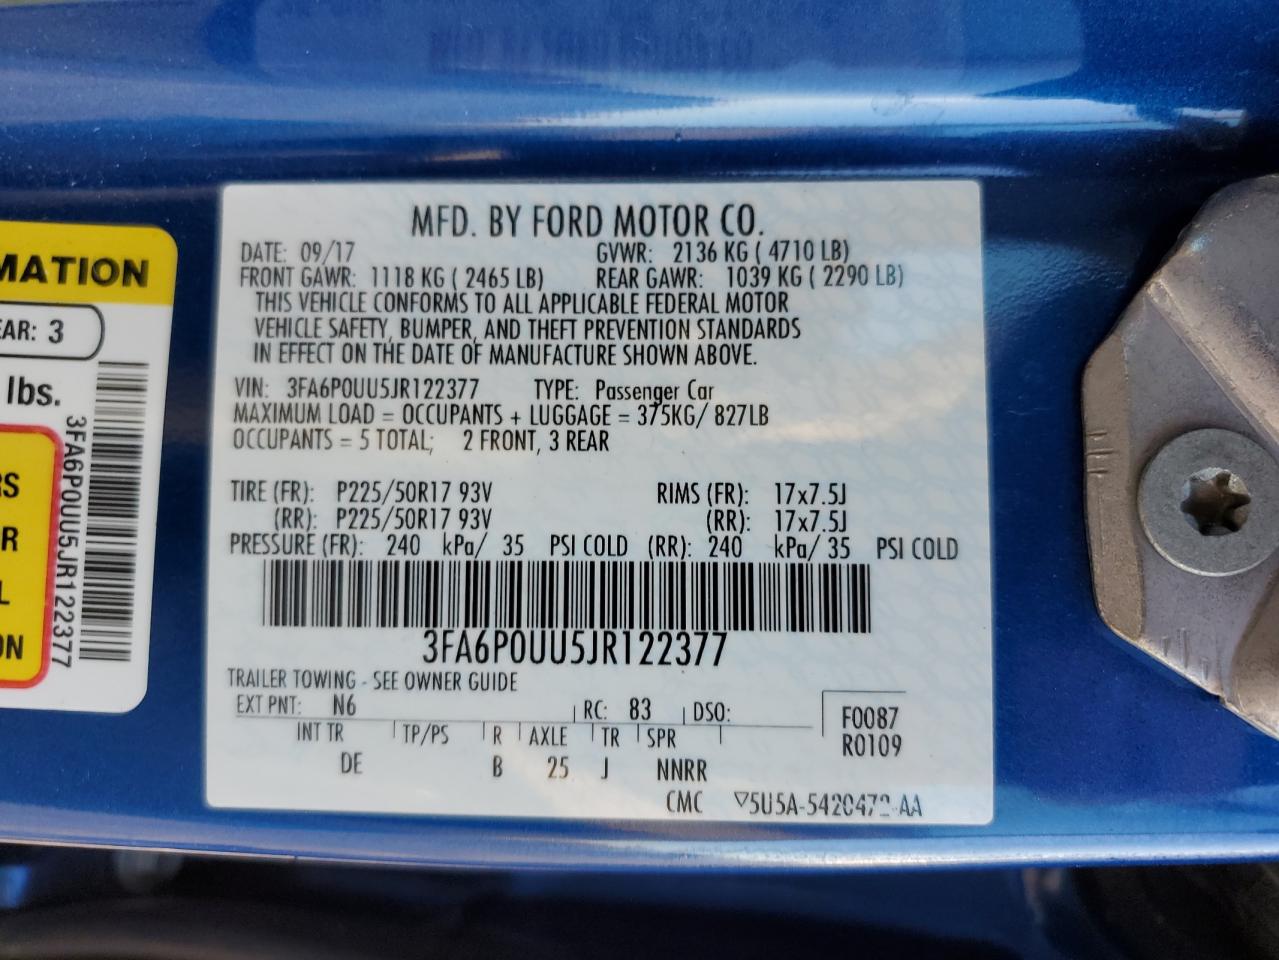 MFD. BY FORD MOTOR CO.
DATE: 09/17 GVWR: 2136 KG ( 4710 LB)
FRONT GAWR: 1118 KG ( 2465 LB) REAR GAWR: 1039 KG ( 2290 LB)
THIS VEHICLE CONFORMS TO ALL APPLICABLE FEDERAL MOTOR
VEHICLE SAFETY, BUMPER, AND THEFT PREVENTION STANDARDS
IN EFFECT ON THE DATE OF MANUFACTURE SHOWN ABOVE.
VIN: 3FA6P0UU5JR122377 TYPE: Passenger Car
MAXIMUM LOAD = OCCUPANTS + LUGGAGE = 375KG/ 827LB
OCCUPANTS = 5 TOTAL; 2 FRONT, 3 REAR
TIRE (FR): P225/50R17 93V RIMS (FR): 17x7.5J
(RR): P225/50R17 93V (RR): 17x7.5J
PRESSURE (FR): 240 kPa/ 35 PSI COLD (RR): 240 kPa/ 35 PSI COLD
3FA6P0UU5JR122377
TRAILER TOWING - SEE OWNER GUIDE
EXT PNT: N6 RC: 83 DSO: F0087
INT TR TP/PS R AXLE TR SPR R0109
DE B 25 J NNRR
CMC ▽5U5A-5420472-AA
MATION
EAR: 3
lbs.
3FA6P0UU5JR122377
RS
R
L
ON